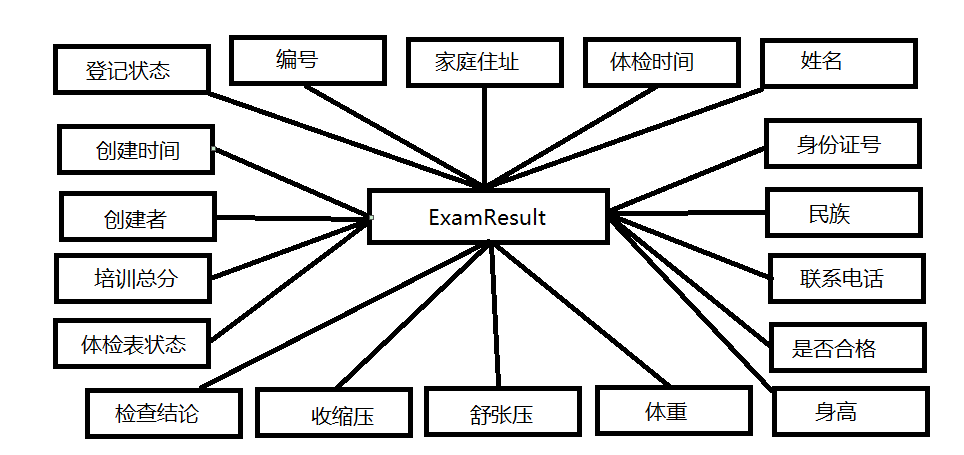 登记状态
编号
家庭住址
体检时间
姓名
创建时间
身份证号
创建者
ExamResult
民族
培训总分
联系电话
体检表状态
是否合格
检查结论
收缩压
舒张压
体重
身高